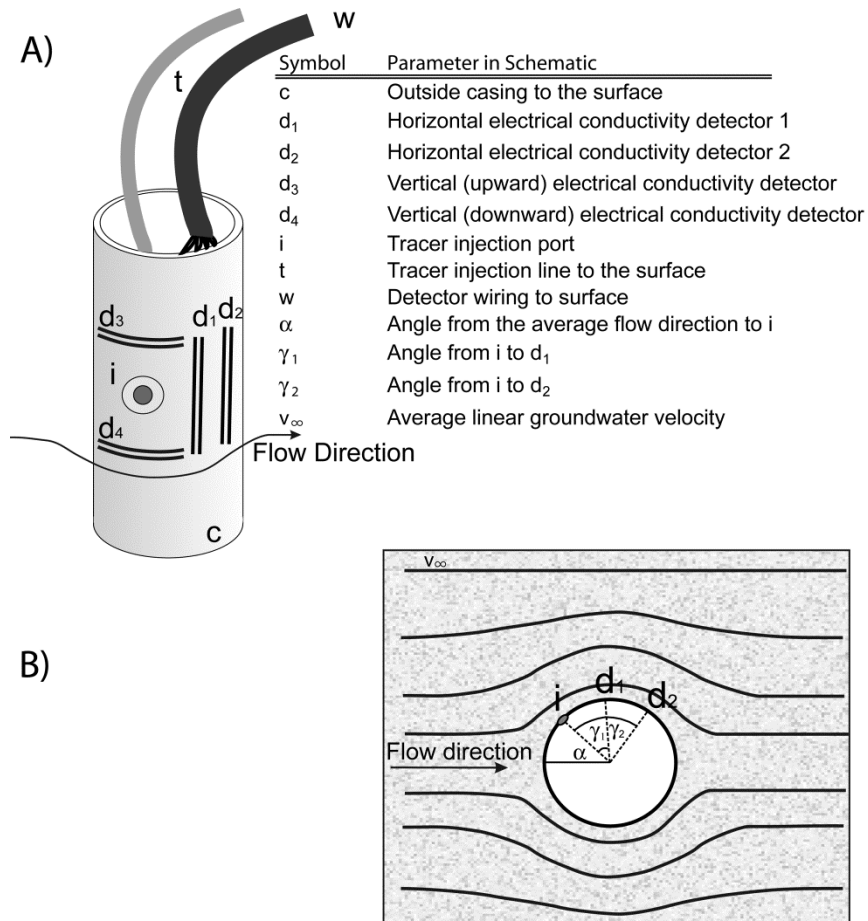 A)
w
t
Symbol Parameter in Schematic
c Outside casing to the surface
d₁ Horizontal electrical conductivity detector 1
d₂ Horizontal electrical conductivity detector 2
d₃ Vertical (upward) electrical conductivity detector
d₄ Vertical (downward) electrical conductivity detector
i Tracer injection port
t Tracer injection line to the surface
w Detector wiring to surface
α Angle from the average flow direction to i
γ₁ Angle from i to d₁
γ₂ Angle from i to d₂
v∞ Average linear groundwater velocity
d₃ d₁ d₂
i
d₄
Flow Direction
c
B)
v∞
i d₁ d₂
γ₁ γ₂
α
Flow direction